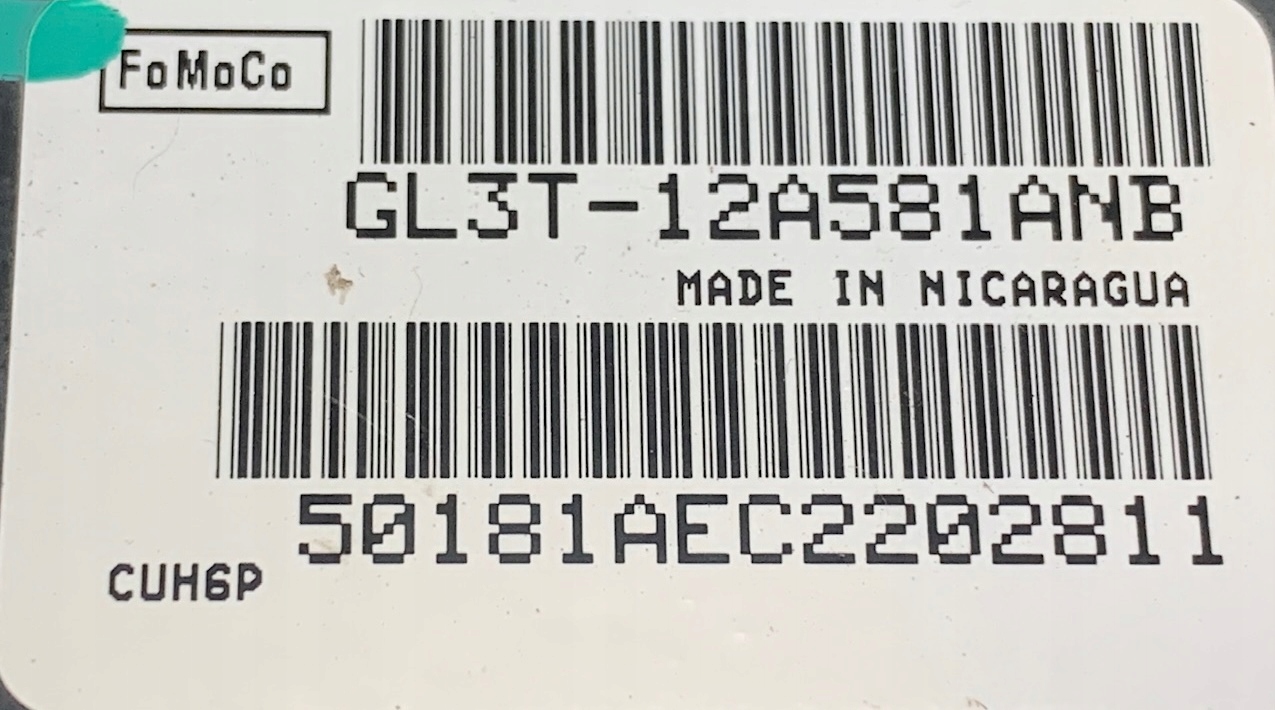 FoMoCo
GL3T-12A581ANB
MADE IN NICARAGUA
50181AEC2202811
CUH6P